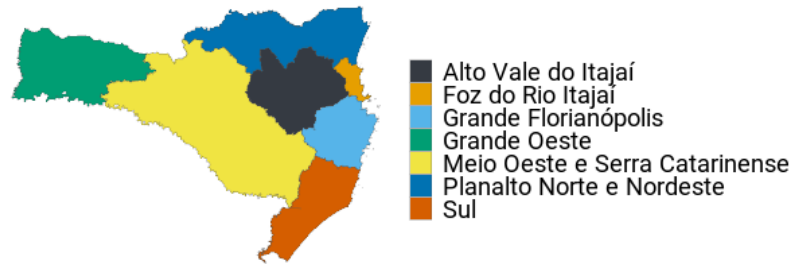 Alto Vale do Itajaí
Foz do Rio Itajaí
Grande Florianópolis
Grande Oeste
Meio Oeste e Serra Catarinense
Planalto Norte e Nordeste
Sul